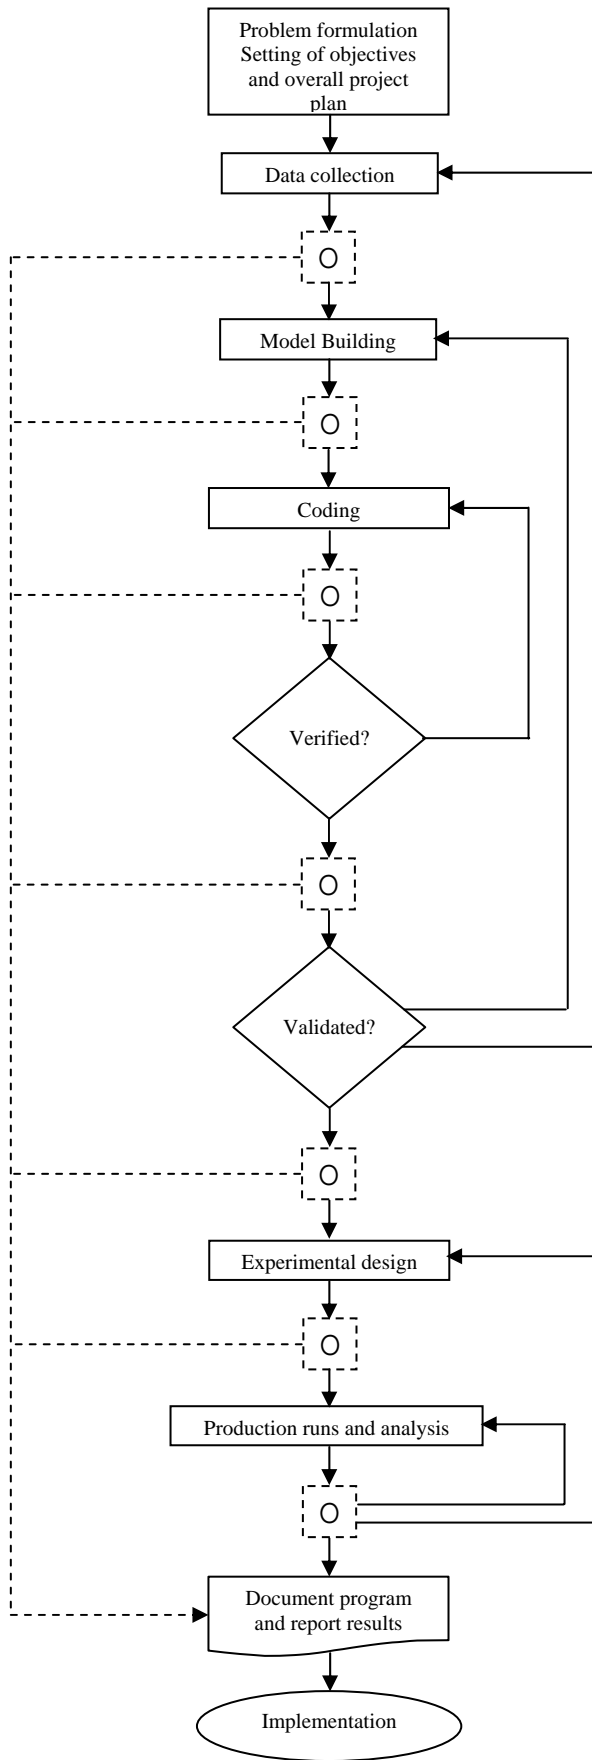 Problem formulation
Setting of objectives
and overall project
plan
Data collection
O
Model Building
O
Coding
O
Verified?
O
Validated?
O
Experimental design
O
Production runs and analysis
O
Document program
and report results
Implementation